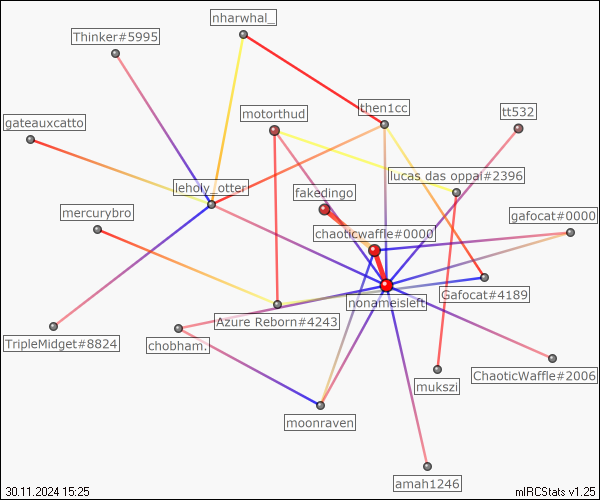 nharwhal_
Thinker#5995
then1cc
motorthud
tt532
gateauxcatto
lucas das oppai#2396
leholy_otter
fakedingo
mercurybro
gafocat#0000
chaoticwaffle#0000
Gafocat#4189
nonameisleft
Azure Reborn#4243
TripleMidget#8824
chobham.
ChaoticWaffle#2006
mukszi
moonraven
amah1246
30.11.2024 15:25
mIRCStats v1.25